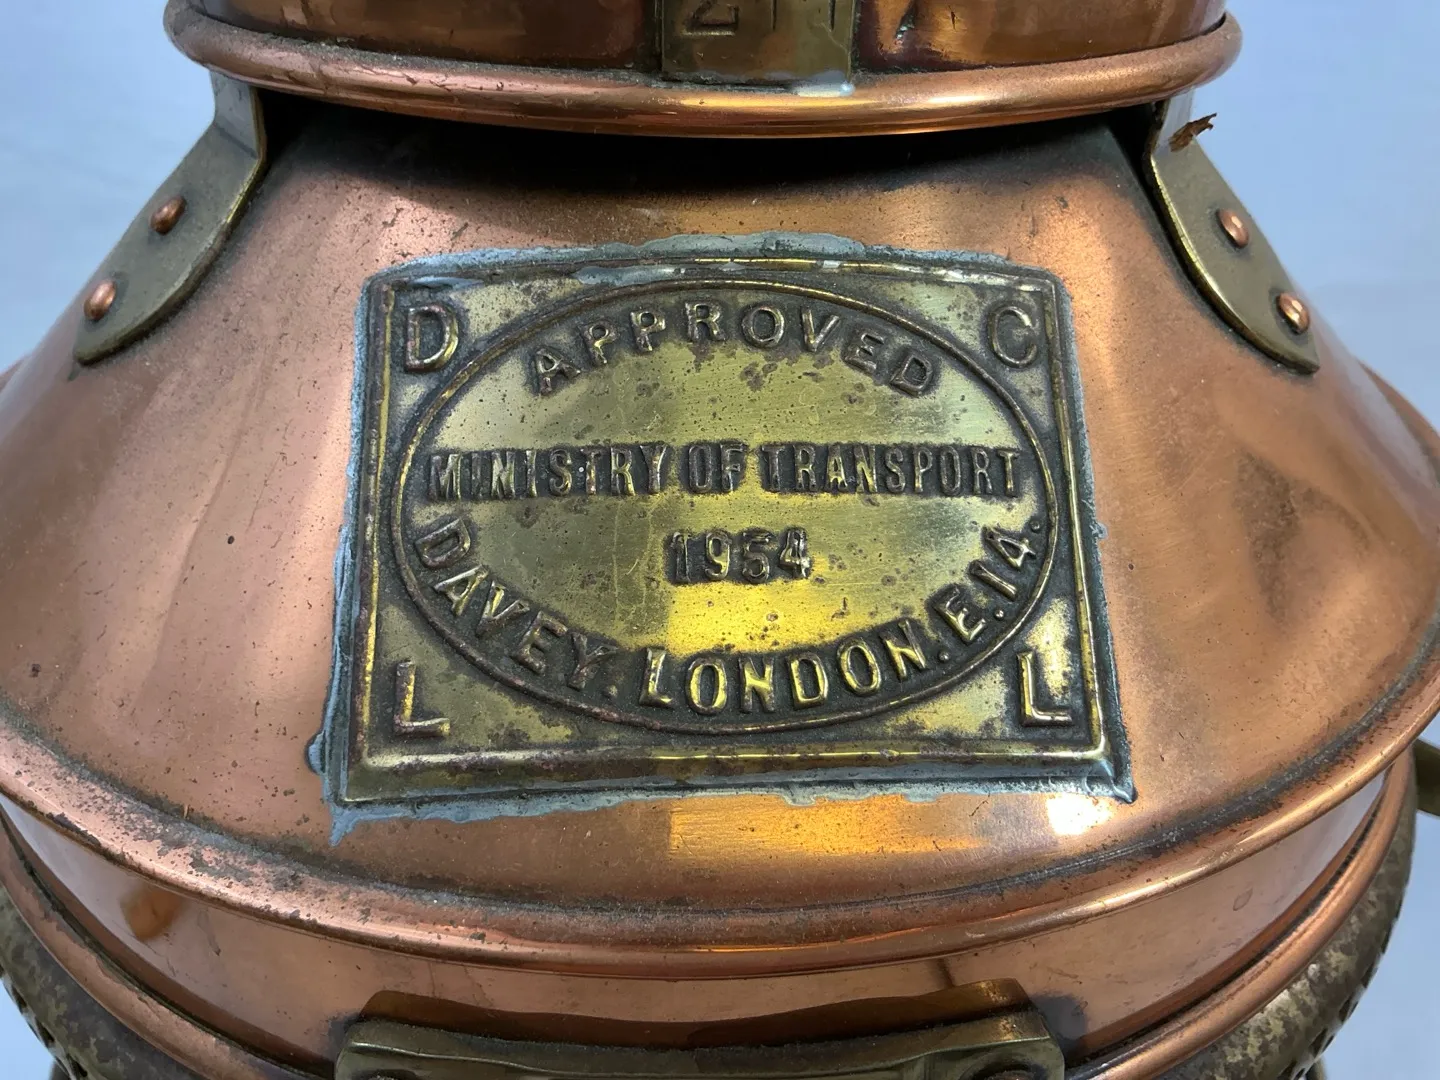 D C
APPROVED
MINISTRY OF TRANSPORT
1954
DAVEY. LONDON. E.14.
L L